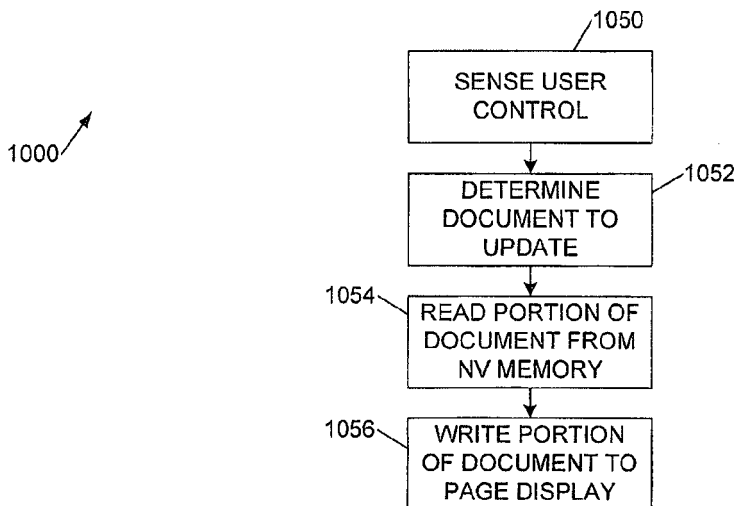 1050
SENSE USER
CONTROL
1000
1052
DETERMINE
DOCUMENT TO
UPDATE
1054
READ PORTION OF
DOCUMENT FROM
NV MEMORY
1056
WRITE PORTION
OF DOCUMENT TO
PAGE DISPLAY